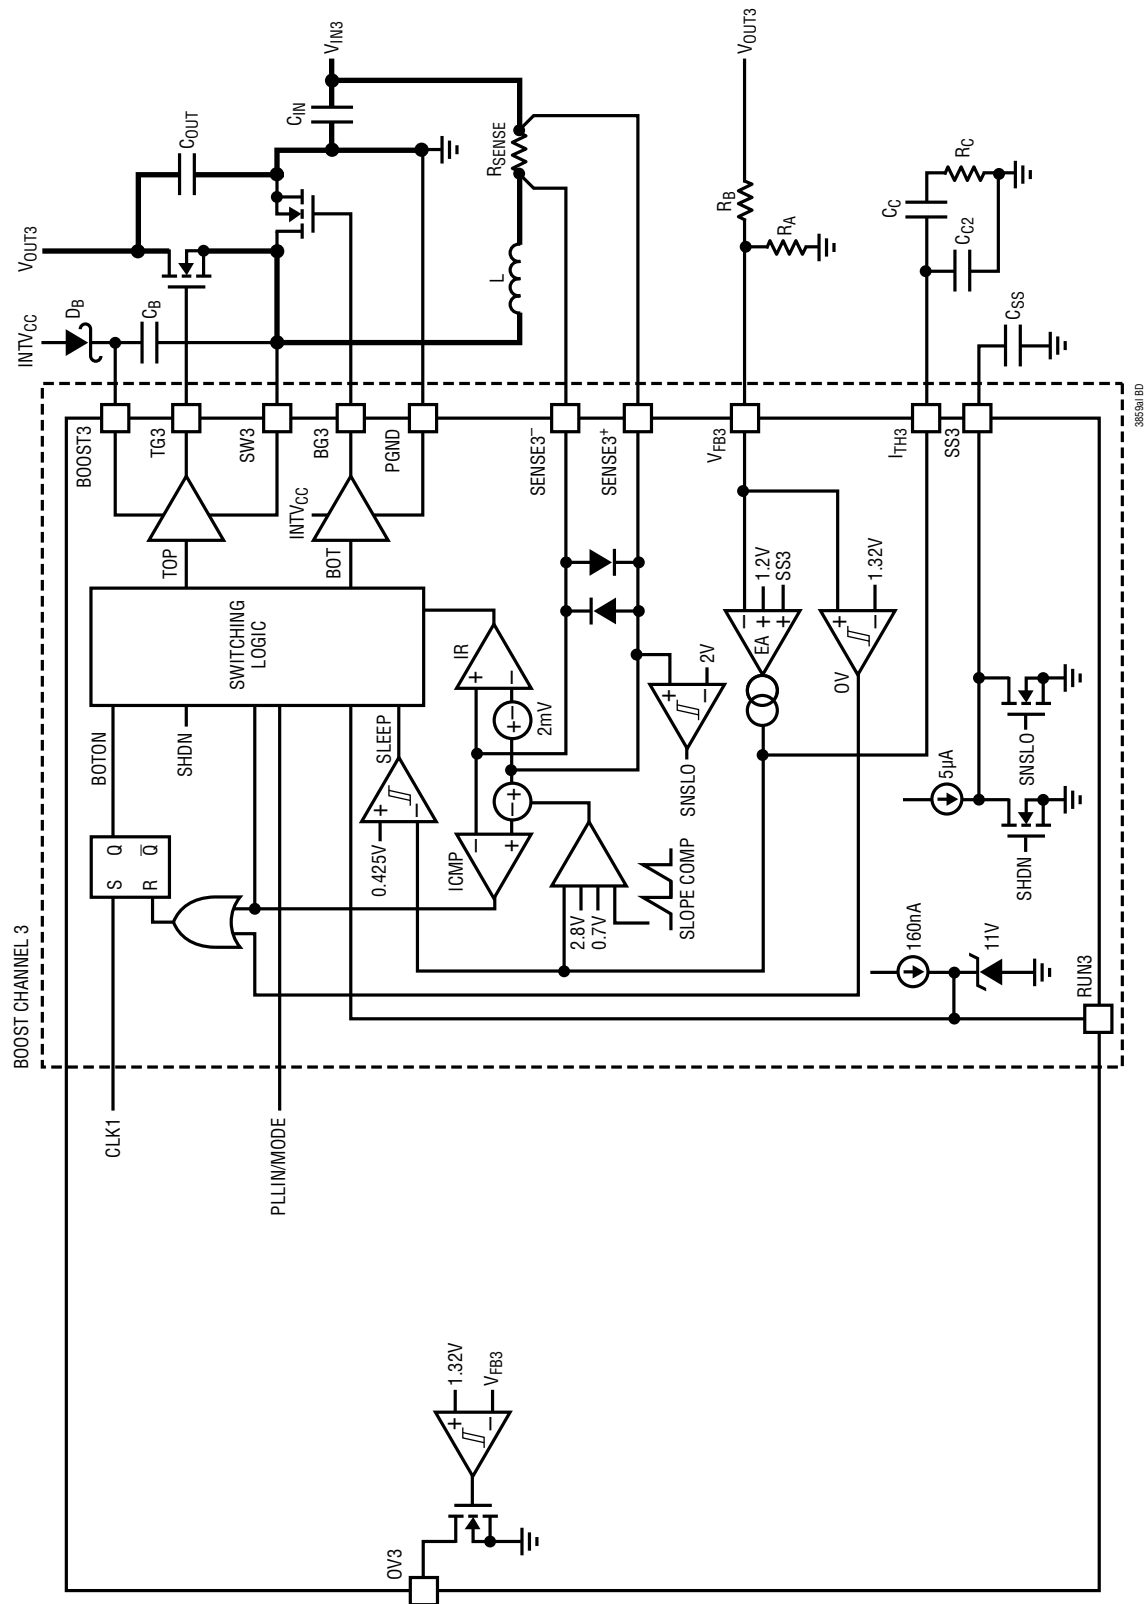 BOOST CHANNEL 3
INTVCC
VOUT3
DB
CB
COUT
CIN
VIN3
RSENSE
L
VOUT3
RB
RA
CC
RC
CC2
CSS
BOOST3
TG3
SW3
BG3
PGND
SENSE3–
SENSE3+
VFB3
ITH3
SS3
TOP
INTVCC
BOT
SWITCHING
LOGIC
BOTON
SHDN
SLEEP
S
Q
R
Q̅
0.425V
+
–
IR
+
–
+
–
2mV
–
+
ICMP
–
+
2.8V
0.7V
SLOPE COMP
+
–
2V
SNSLO
–
+
+
EA
1.2V
SS3
+
–
OV
1.32V
5µA
SNSLO
SHDN
160nA
11V
RUN3
CLK1
PLLIN/MODE
OV3
+
–
1.32V
VFB3
3859al BD